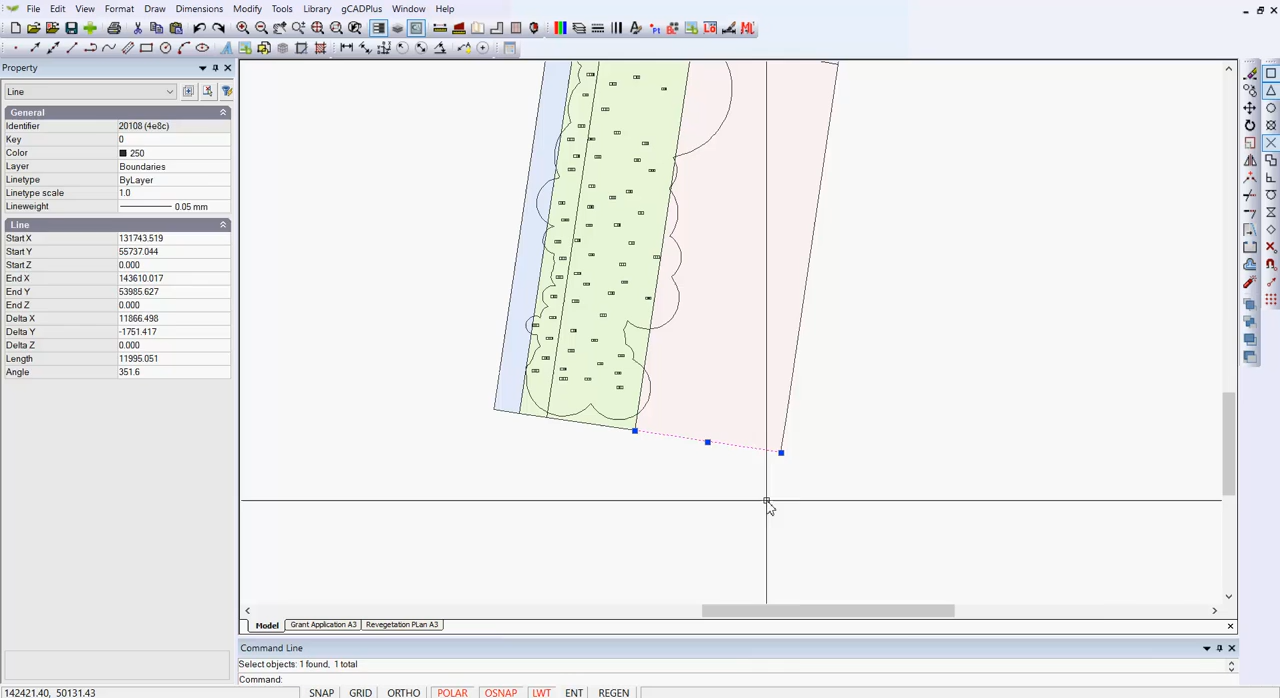 File Edit View Format Draw Dimensions Modify Tools Library gCADPlus Window Help
Property
Line
General
Identifier 20108 (4e8c)
Key 0
Color 250
Layer Boundaries
Linetype ByLayer
Linetype scale 1.0
Lineweight 0.05 mm
Line
Start X 131743.519
Start Y 55737.044
Start Z 0.000
End X 143610.017
End Y 53985.627
End Z 0.000
Delta X 11866.498
Delta Y -1751.417
Delta Z 0.000
Length 11995.051
Angle 351.6
Model Grant Application A3 Revegetation PLan A3
Command Line
Select objects: 1 found, 1 total
Command:
142421.40, 50131.43 SNAP GRID ORTHO POLAR OSNAP LWT ENT REGEN